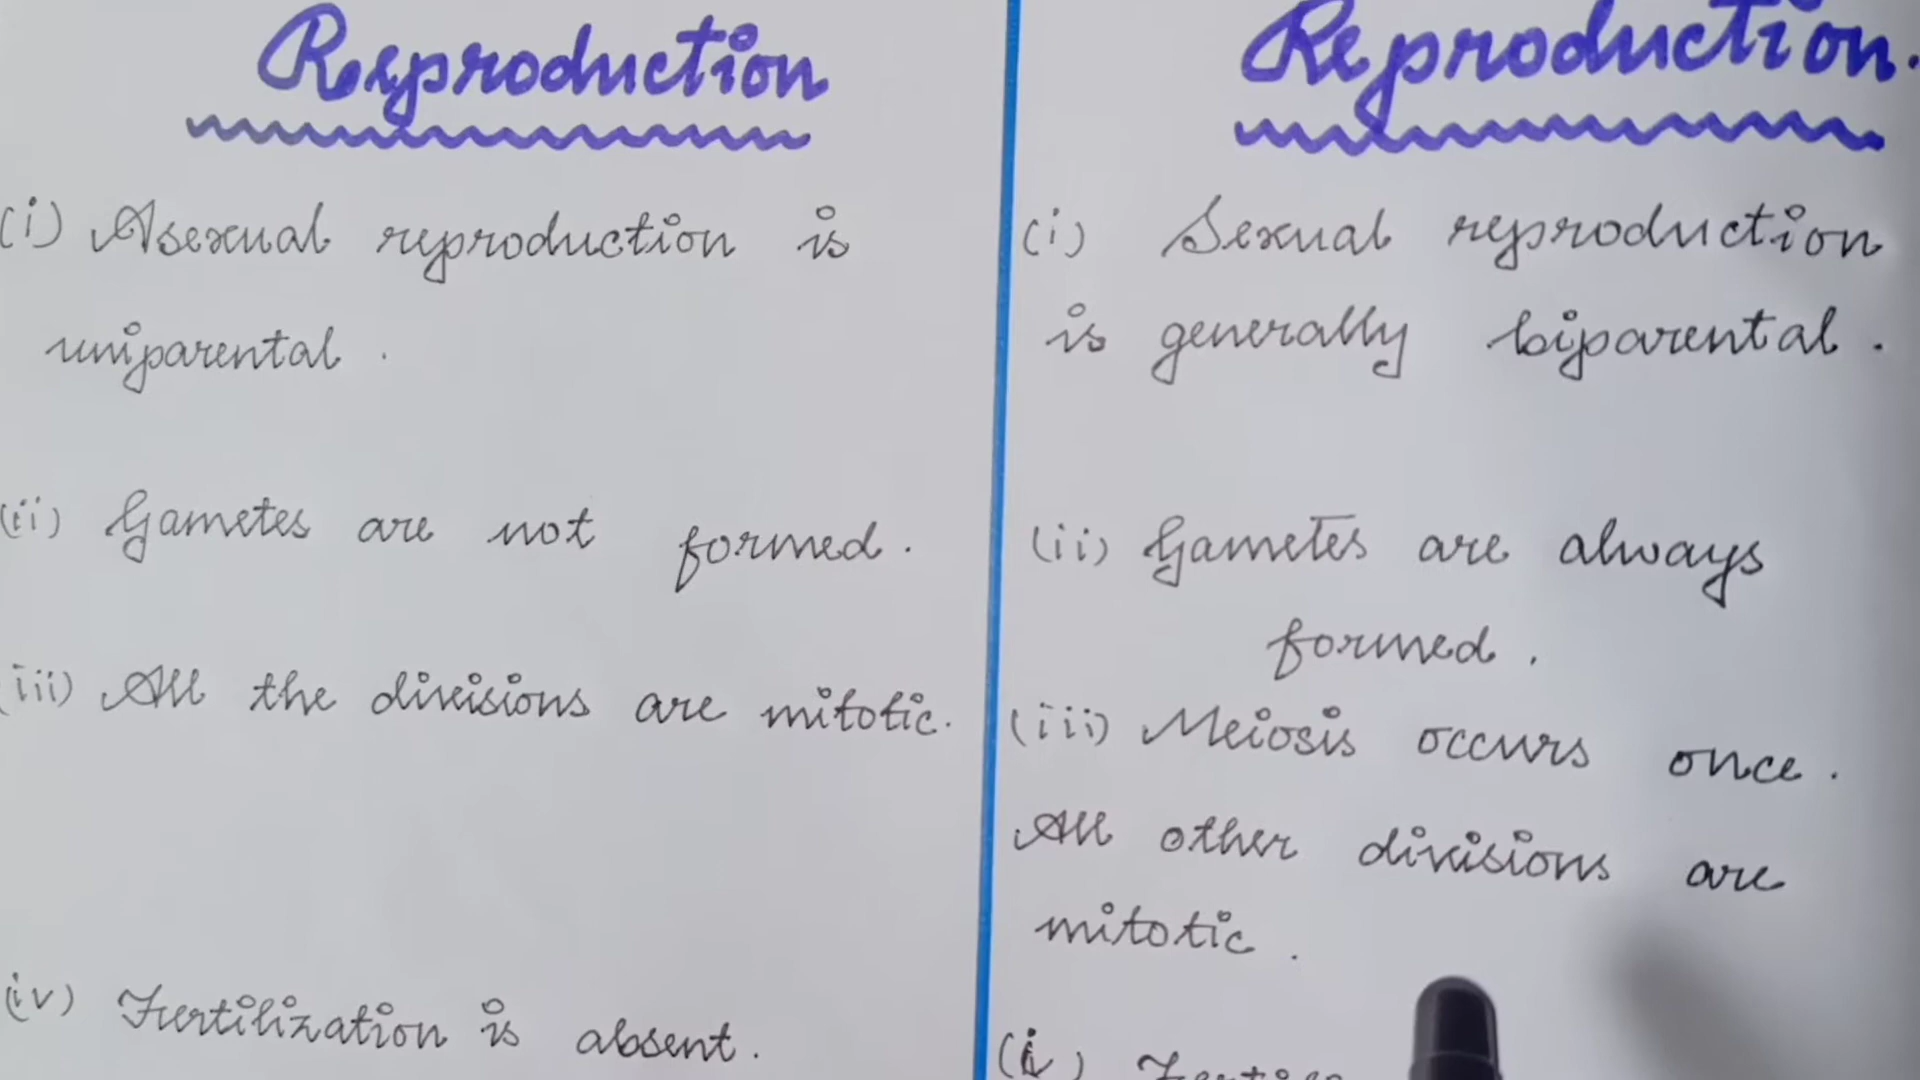 Reproduction
(i) Asexual reproduction is
uniparental.
(ii) Gametes are not formed.
(iii) All the divisions are mitotic.
(iv) Fertilization is absent.
Reproduction.
(i) Sexual reproduction
is generally biparental.
(ii) Gametes are always
formed.
(iii) Meiosis occurs once.
All other divisions are
mitotic.